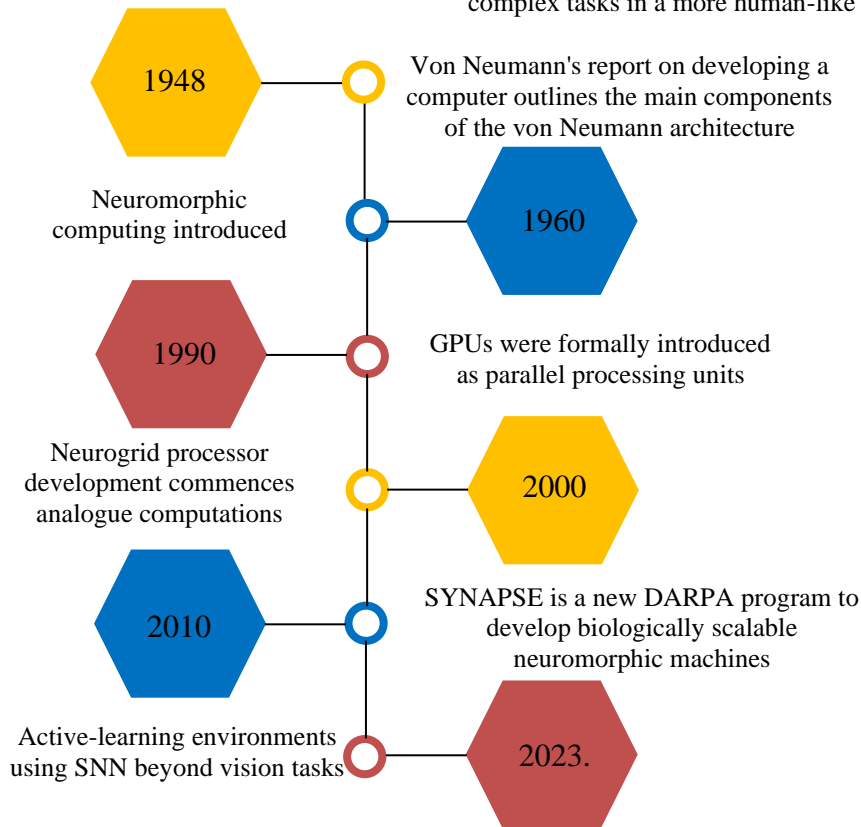 complex tasks in a more human-like
1948
Von Neumann's report on developing a
computer outlines the main components
of the von Neumann architecture
Neuromorphic
computing introduced
1960
1990
GPUs were formally introduced
as parallel processing units
Neurogrid processor
development commences
analogue computations
2000
2010
SYNAPSE is a new DARPA program to
develop biologically scalable
neuromorphic machines
Active-learning environments
using SNN beyond vision tasks
2023.